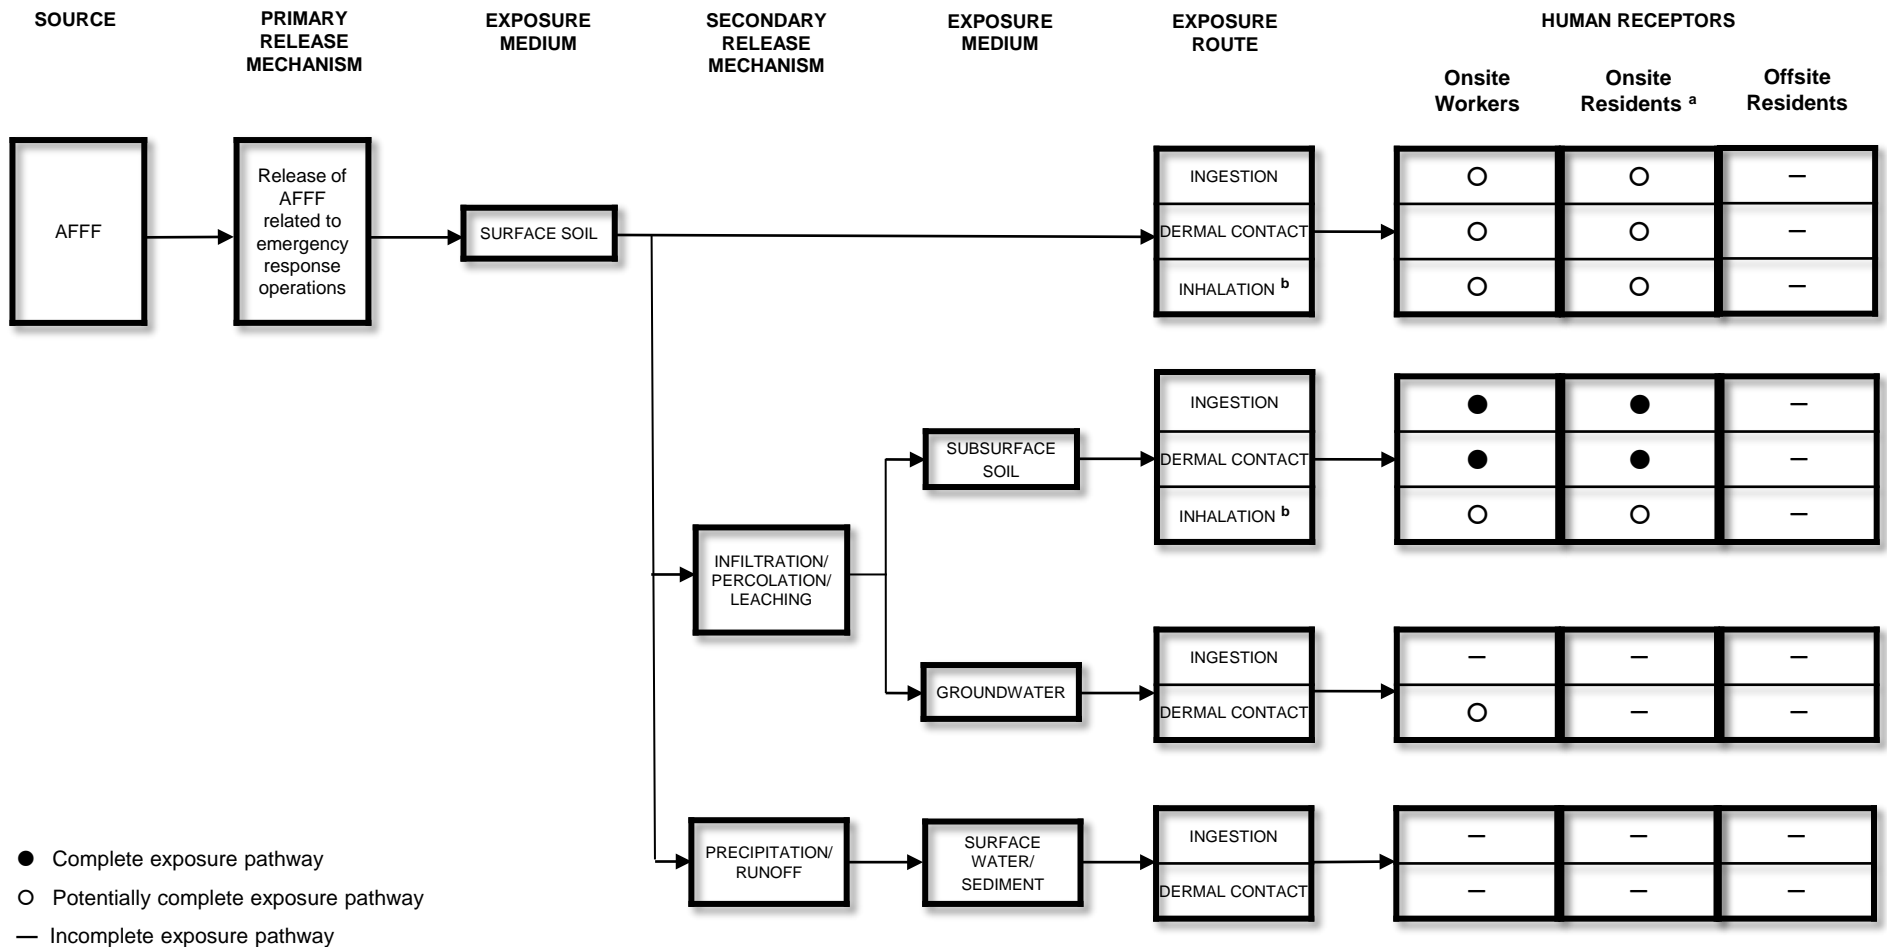 SOURCE
PRIMARY
RELEASE
MECHANISM
EXPOSURE
MEDIUM
SECONDARY
RELEASE
MECHANISM
EXPOSURE
MEDIUM
EXPOSURE
ROUTE
HUMAN RECEPTORS
Onsite
Workers
Onsite
Residents a
Offsite
Residents
AFFF
Release of
AFFF
related to
emergency
response
operations
SURFACE SOIL
INGESTION
○ ○ –
DERMAL CONTACT
○ ○ –
INHALATION b
○ ○ –
INFILTRATION/
PERCOLATION/
LEACHING
SUBSURFACE
SOIL
INGESTION
● ● –
DERMAL CONTACT
● ● –
INHALATION b
○ ○ –
GROUNDWATER
INGESTION
– – –
DERMAL CONTACT
○ – –
PRECIPITATION/
RUNOFF
SURFACE
WATER/
SEDIMENT
INGESTION
– – –
DERMAL CONTACT
– – –
● Complete exposure pathway
○ Potentially complete exposure pathway
— Incomplete exposure pathway